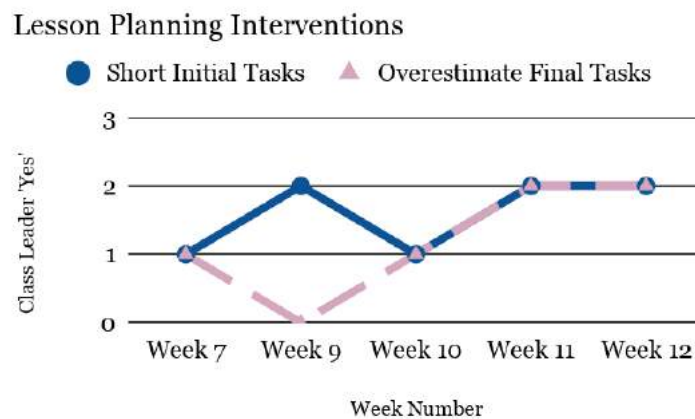 Lesson Planning Interventions
Short Initial Tasks Overestimate Final Tasks
3
2
1
0
Class Leader 'Yes'
Week 7 Week 9 Week 10 Week 11 Week 12
Week Number